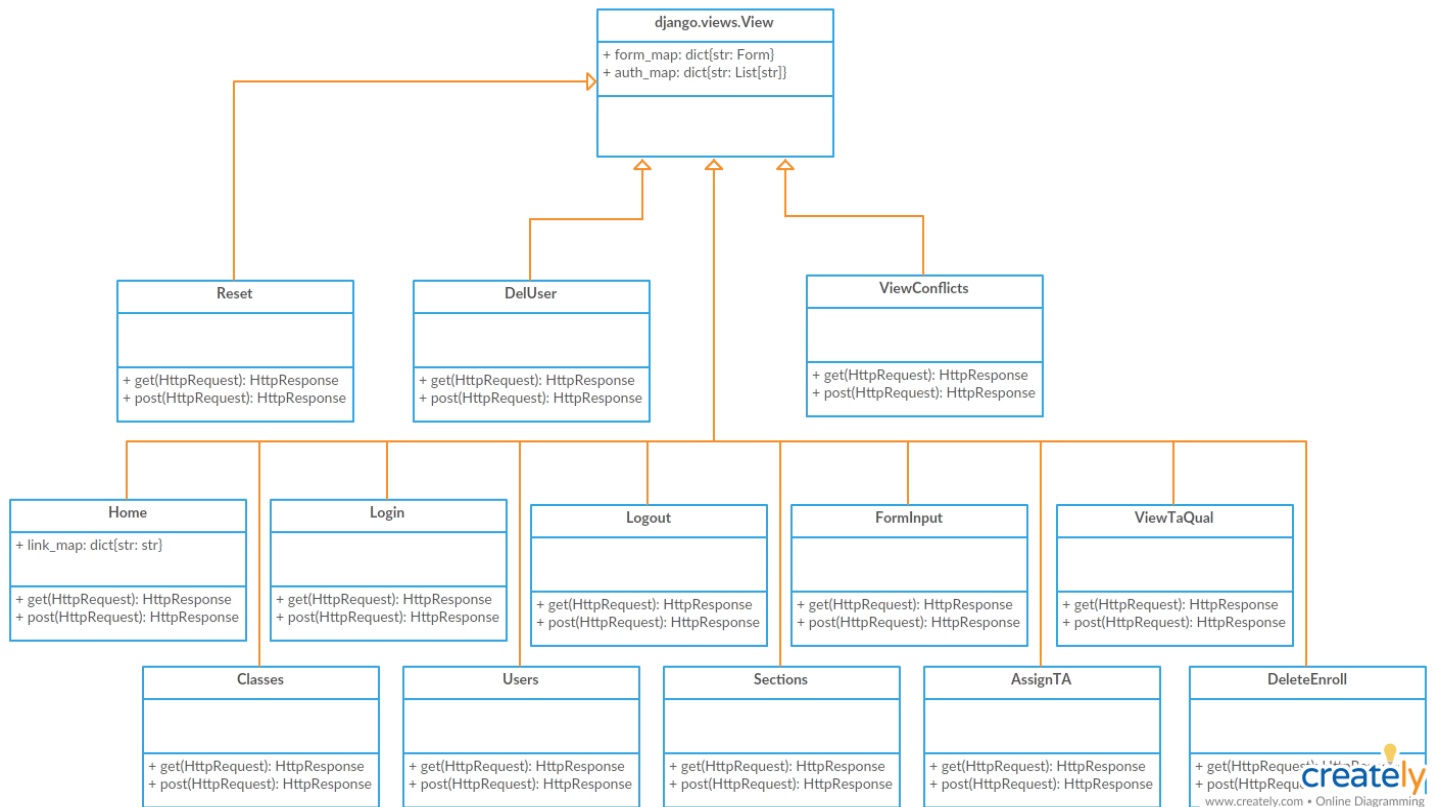 django.views.View
+ form_map: dict{str: Form}
+ auth_map: dict{str: List[str]}
Reset
+ get(HttpRequest): HttpResponse
+ post(HttpRequest): HttpResponse
DelUser
+ get(HttpRequest): HttpResponse
+ post(HttpRequest): HttpResponse
ViewConflicts
+ get(HttpRequest): HttpResponse
+ post(HttpRequest): HttpResponse
Home
+ link_map: dict{str: str}
+ get(HttpRequest): HttpResponse
+ post(HttpRequest): HttpResponse
Login
+ get(HttpRequest): HttpResponse
+ post(HttpRequest): HttpResponse
Logout
+ get(HttpRequest): HttpResponse
+ post(HttpRequest): HttpResponse
FormInput
+ get(HttpRequest): HttpResponse
+ post(HttpRequest): HttpResponse
ViewTaQual
+ get(HttpRequest): HttpResponse
+ post(HttpRequest): HttpResponse
Classes
+ get(HttpRequest): HttpResponse
+ post(HttpRequest): HttpResponse
Users
+ get(HttpRequest): HttpResponse
+ post(HttpRequest): HttpResponse
Sections
+ get(HttpRequest): HttpResponse
+ post(HttpRequest): HttpResponse
AssignTA
+ get(HttpRequest): HttpResponse
+ post(HttpRequest): HttpResponse
DeleteEnroll
+ get(HttpRequest):
+ post(HttpRequ
creately
www.creately.com • Online Diagramming